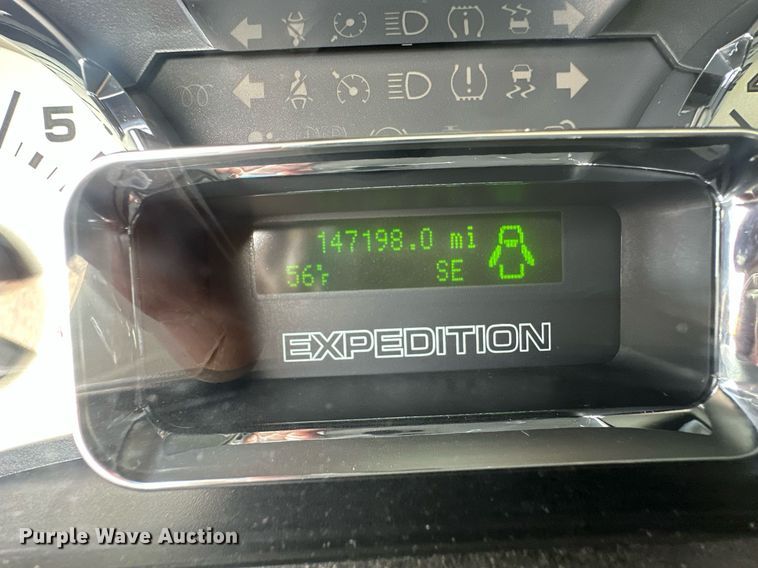 5
147198.0 mi
56°F
SE
EXPEDITION
Purple Wave Auction